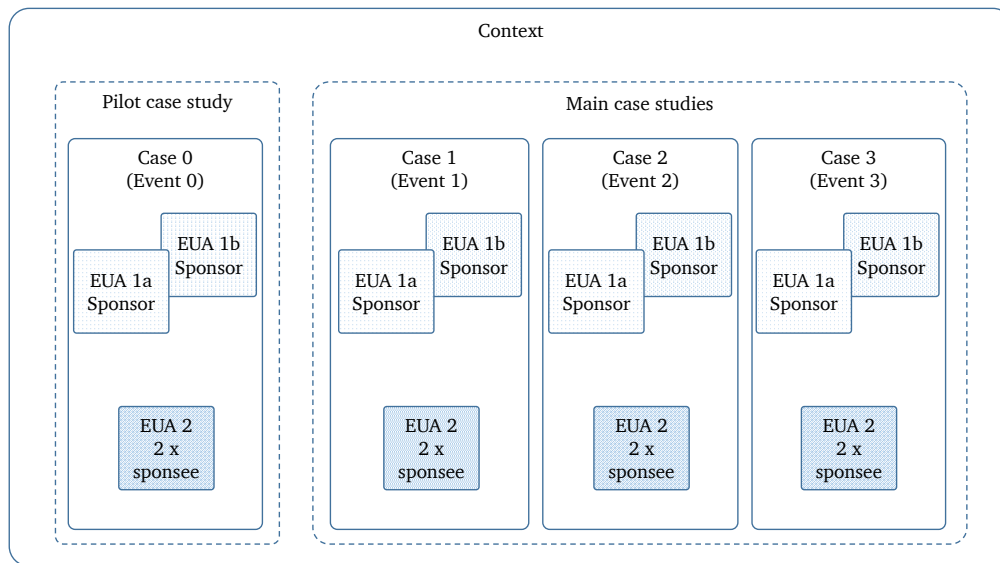 Context
Pilot case study
Case 0
(Event 0)
EUA 1b
Sponsor
EUA 1a
Sponsor
EUA 2
2 x
sponsee
Main case studies
Case 1
(Event 1)
EUA 1b
Sponsor
EUA 1a
Sponsor
EUA 2
2 x
sponsee
Case 2
(Event 2)
EUA 1b
Sponsor
EUA 1a
Sponsor
EUA 2
2 x
sponsee
Case 3
(Event 3)
EUA 1b
Sponsor
EUA 1a
Sponsor
EUA 2
2 x
sponsee